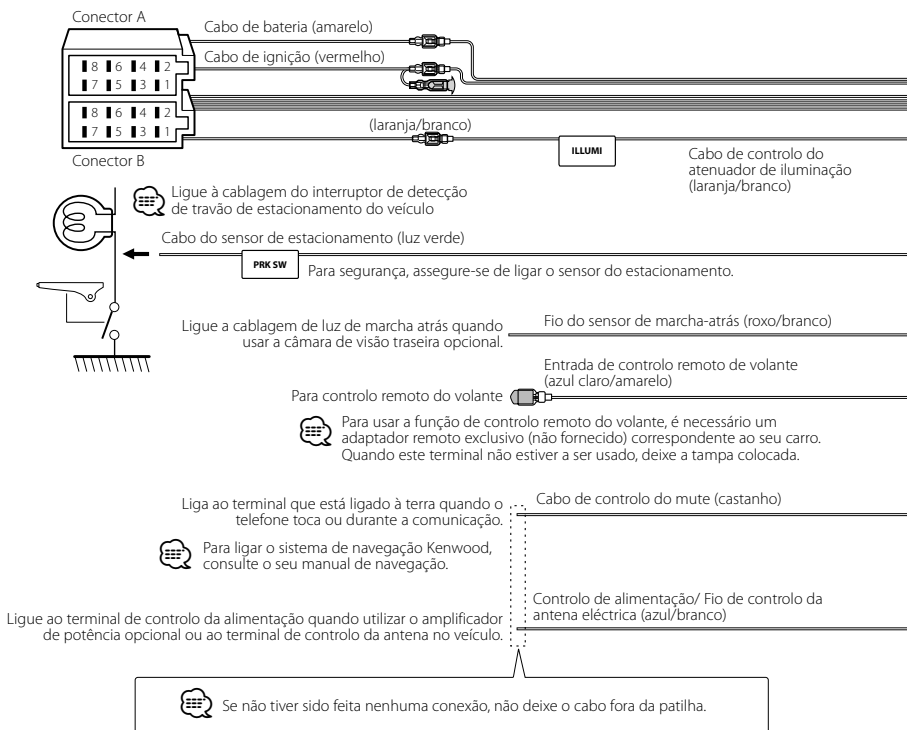 Conector A
Cabo de bateria (amarelo)
Cabo de ignição (vermelho)
8 6 4 2
7 5 3 1
8 6 4 2
7 5 3 1
(laranja/branco)
Conector B
ILLUMI
Cabo de controlo do
atenuador de iluminação
(laranja/branco)
Ligue à cablagem do interruptor de detecção
de travão de estacionamento do veículo
Cabo do sensor de estacionamento (luz verde)
PRK SW
Para segurança, assegure-se de ligar o sensor do estacionamento.
Ligue a cablagem de luz de marcha atrás quando
usar a câmara de visão traseira opcional.
Fio do sensor de marcha-atrás (roxo/branco)
Entrada de controlo remoto de volante
(azul claro/amarelo)
Para controlo remoto do volante
Para usar a função de controlo remoto do volante, é necessário um
adaptador remoto exclusivo (não fornecido) correspondente ao seu carro.
Quando este terminal não estiver a ser usado, deixe a tampa colocada.
Liga ao terminal que está ligado à terra quando o
telefone toca ou durante a comunicação.
Cabo de controlo do mute (castanho)
Para ligar o sistema de navegação Kenwood,
consulte o seu manual de navegação.
Ligue ao terminal de controlo da alimentação quando utilizar o amplificador
de potência opcional ou ao terminal de controlo da antena no veículo.
Controlo de alimentação/ Fio de controlo da
antena eléctrica (azul/branco)
Se não tiver sido feita nenhuma conexão, não deixe o cabo fora da patilha.